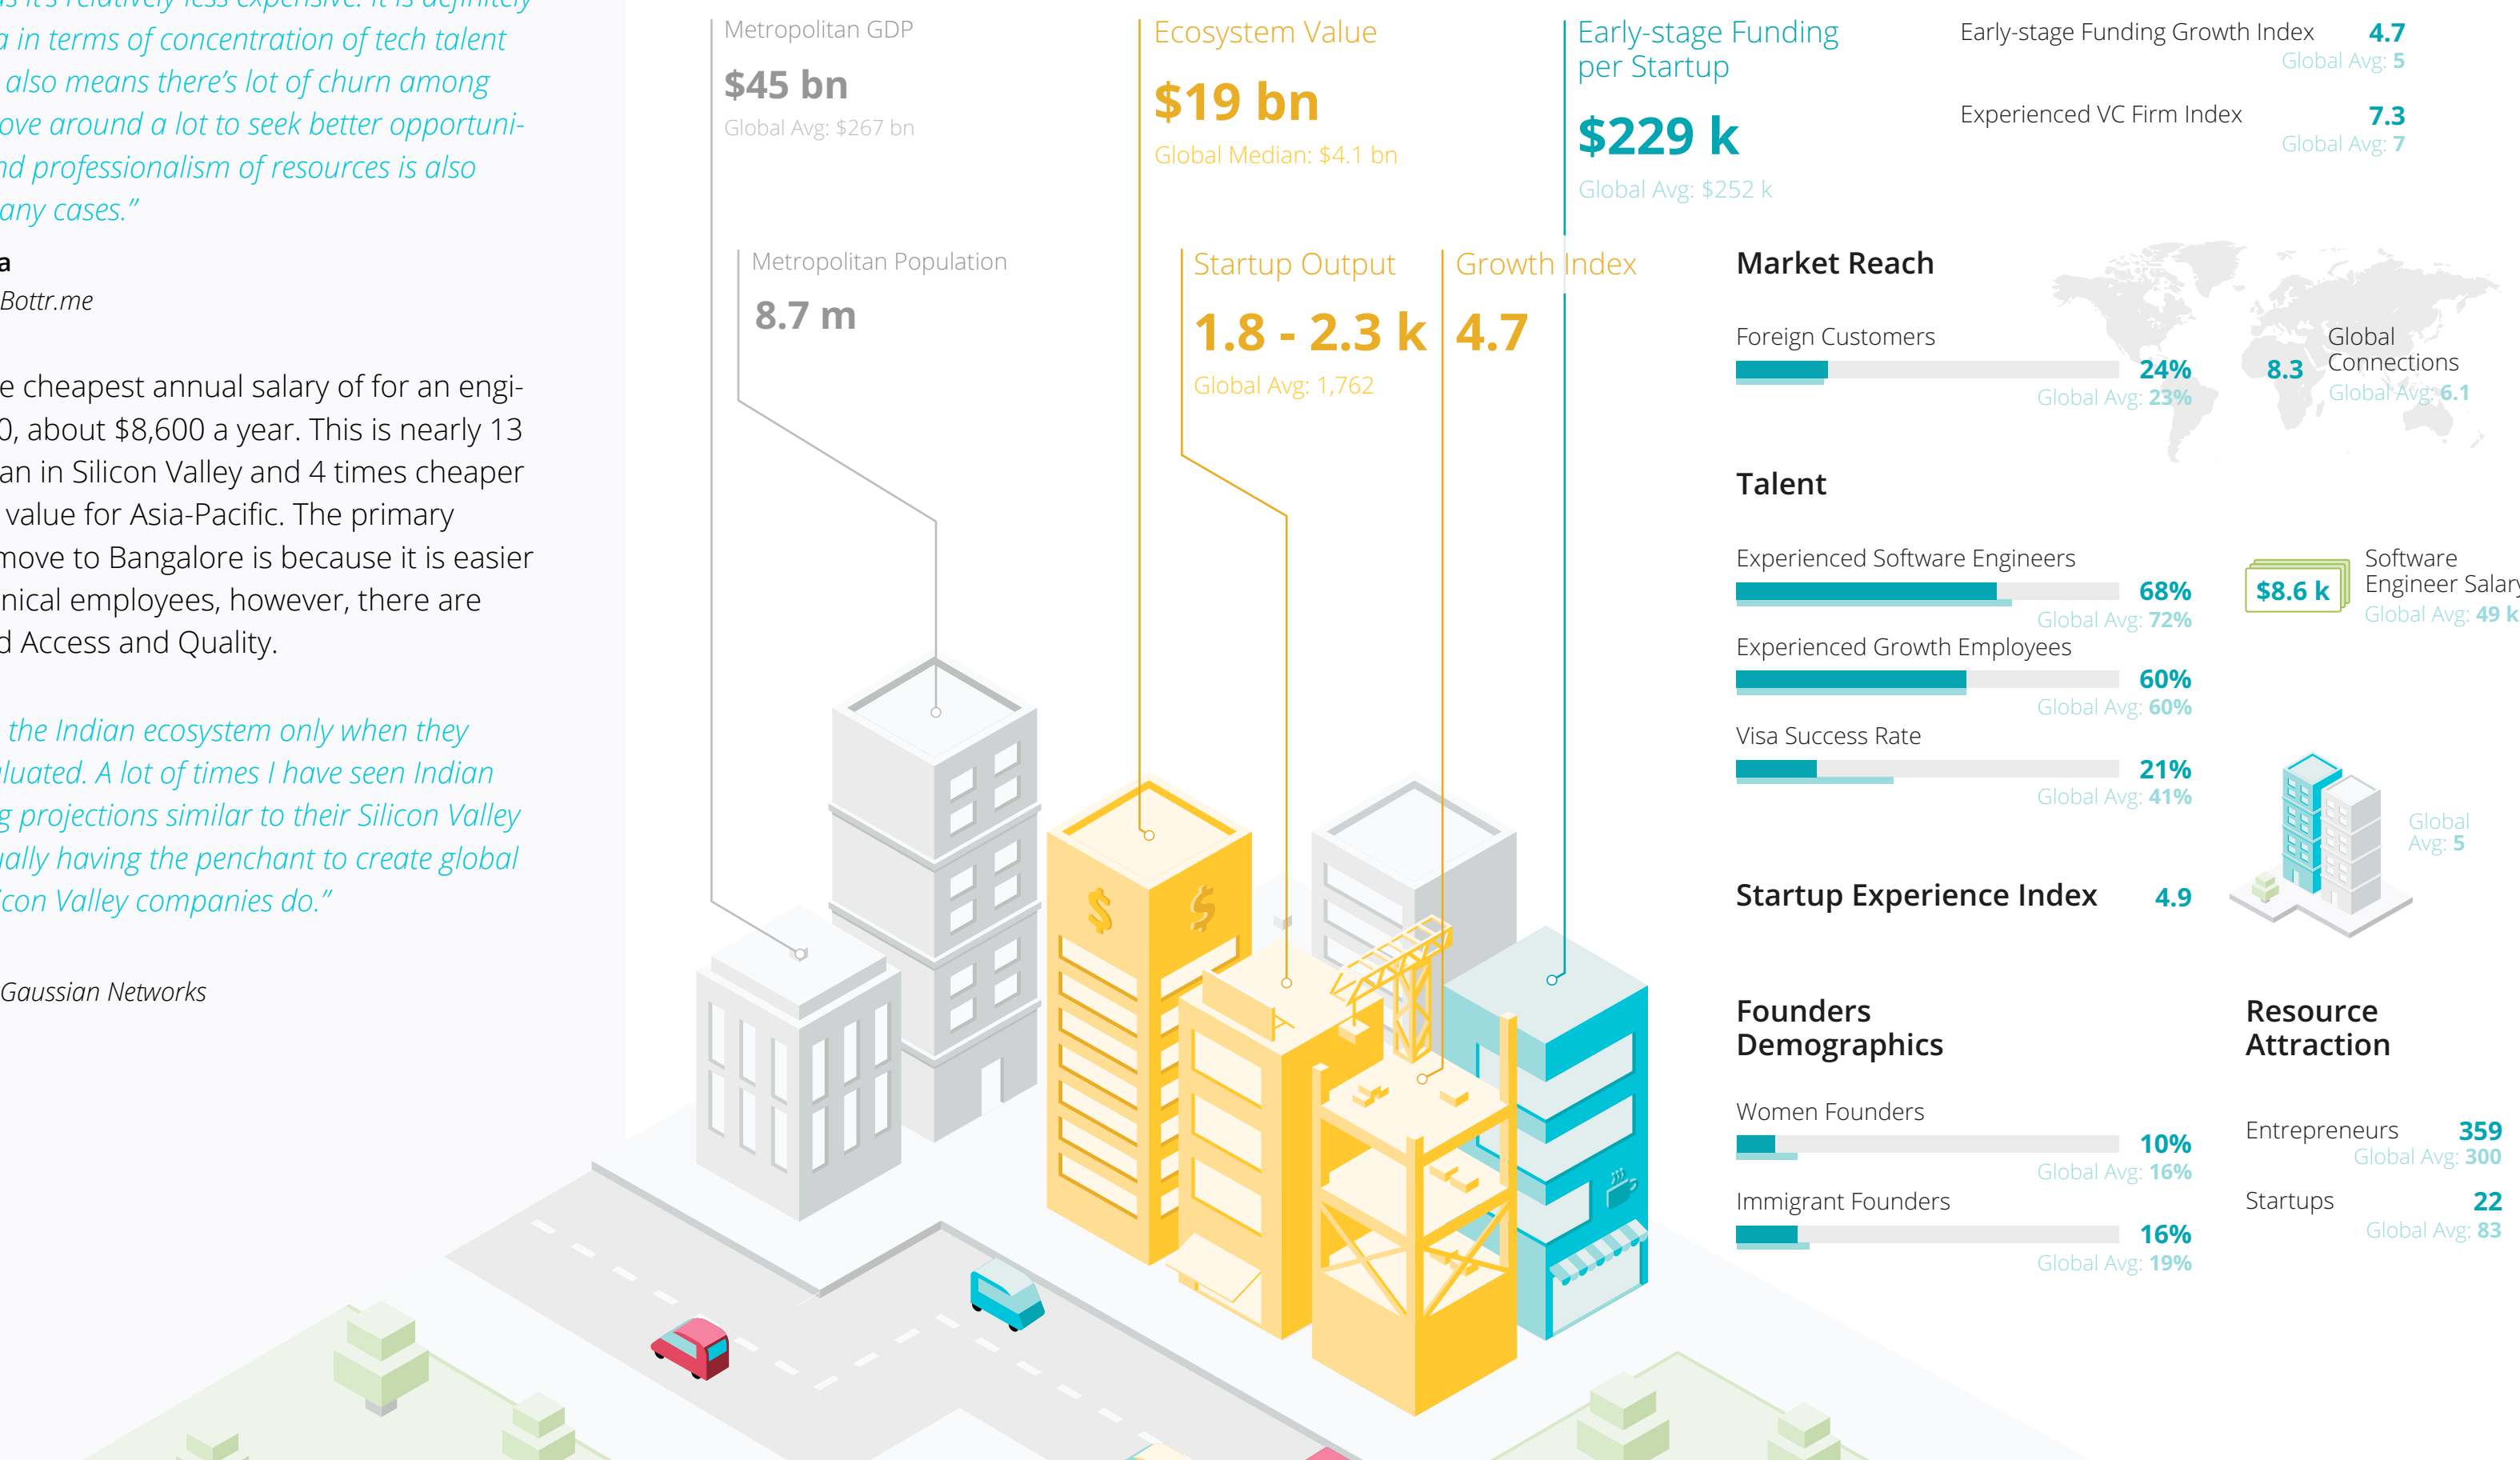 a in terms of concentration of tech talent
also means there's lot of churn among
ove around a lot to seek better opportuni-
nd professionalism of resources is also
any cases.”
a
Bottr.me
e cheapest annual salary of for an engi-
0, about $8,600 a year. This is nearly 13
an in Silicon Valley and 4 times cheaper
value for Asia-Pacific. The primary
move to Bangalore is because it is easier
nical employees, however, there are
d Access and Quality.
the Indian ecosystem only when they
luated. A lot of times I have seen Indian
g projections similar to their Silicon Valley
ually having the penchant to create global
icon Valley companies do.”
Gaussian Networks
Metropolitan GDP
$45 bn
Global Avg: $267 bn
Metropolitan Population
8.7 m
Ecosystem Value
$19 bn
Global Median: $4.1 bn
Startup Output
1.8 - 2.3 k
Global Avg: 1,762
Growth Index
4.7
Early-stage Funding
per Startup
$229 k
Global Avg: $252 k
Early-stage Funding Growth Index 4.7
Global Avg: 5
Experienced VC Firm Index 7.3
Global Avg: 7
Market Reach
Foreign Customers
24%
Global Avg: 23%
8.3
Global
Connections
Global Avg: 6.1
Talent
Experienced Software Engineers
68%
Global Avg: 72%
$8.6 k
Software
Engineer Salary
Global Avg: 49 k
Experienced Growth Employees
60%
Global Avg: 60%
Visa Success Rate
21%
Global Avg: 41%
Startup Experience Index 4.9
Global
Avg: 5
Founders
Demographics
Women Founders
10%
Global Avg: 16%
Immigrant Founders
16%
Global Avg: 19%
Resource
Attraction
Entrepreneurs 359
Global Avg: 300
Startups 22
Global Avg: 83